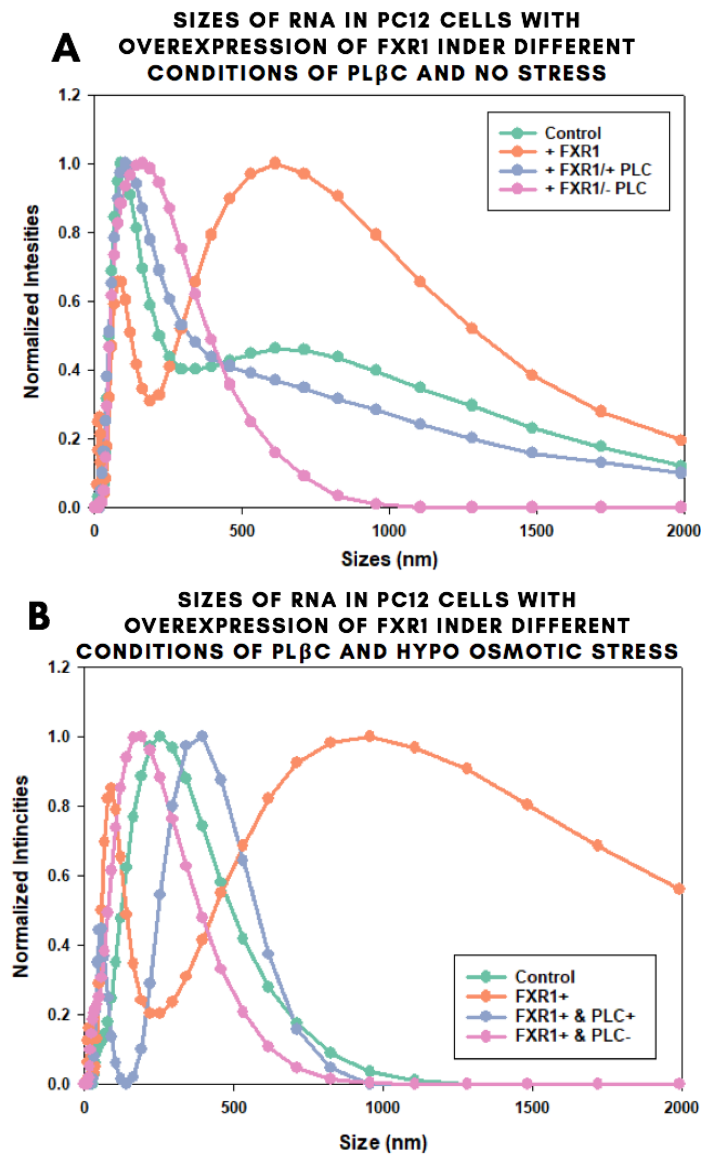 A
SIZES OF RNA IN PC12 CELLS WITH
OVEREXPRESSION OF FXR1 INDER DIFFERENT
CONDITIONS OF PLβC AND NO STRESS
1.2
1.0
0.8
0.6
0.4
0.2
0.0
Normalized Intesities
Control
+ FXR1
+ FXR1/+ PLC
+ FXR1/- PLC
0
500
1000
1500
2000
Sizes (nm)
B
SIZES OF RNA IN PC12 CELLS WITH
OVEREXPRESSION OF FXR1 INDER DIFFERENT
CONDITIONS OF PLβC AND HYPO OSMOTIC STRESS
1.2
1.0
0.8
0.6
0.4
0.2
0.0
Normalized Intincities
Control
FXR1+
FXR1+ & PLC+
FXR1+ & PLC-
0
500
1000
1500
2000
Size (nm)